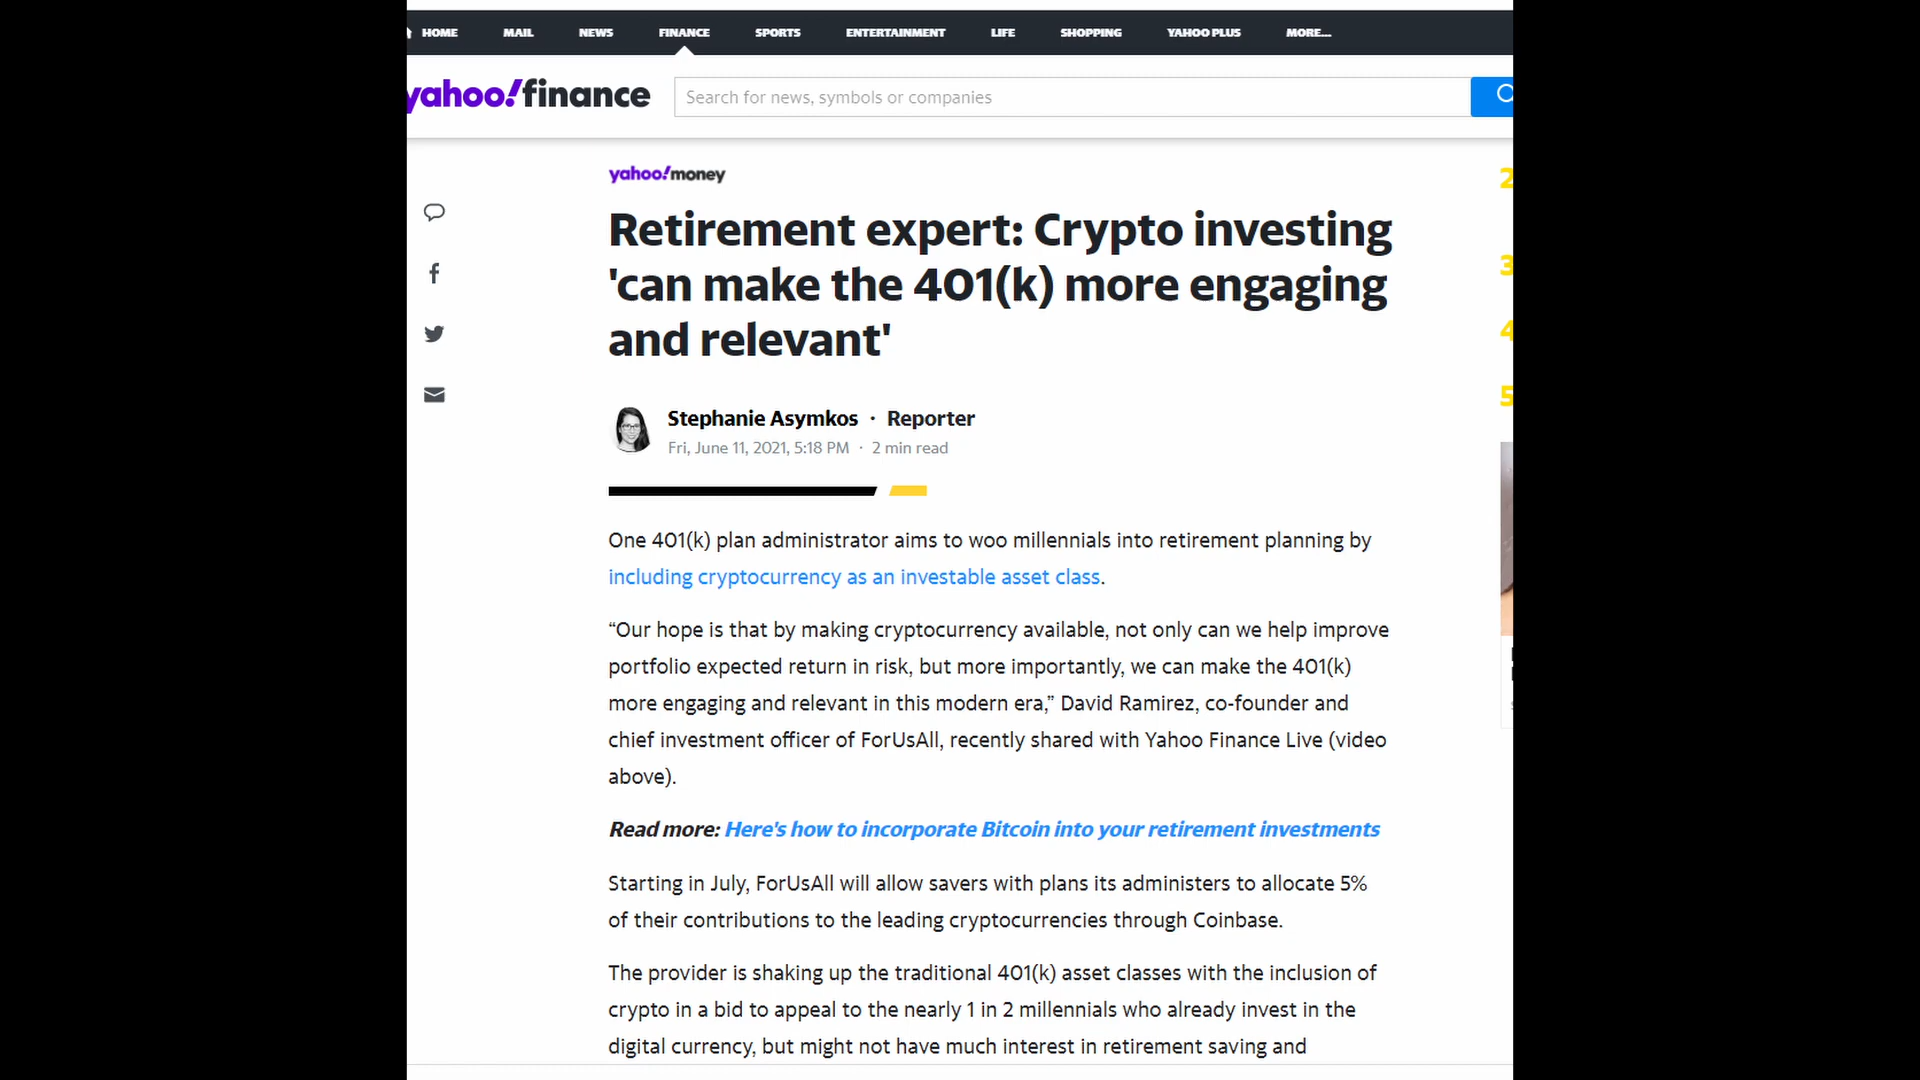 HOME MAIL NEWS FINANCE SPORTS ENTERTAINMENT LIFE SHOPPING YAHOO PLUS MORE...
yahoo!finance
Search for news, symbols or companies
yahoo!money
Retirement expert: Crypto investing
'can make the 401(k) more engaging
and relevant'
Stephanie Asymkos · Reporter
Fri, June 11, 2021, 5:18 PM · 2 min read
One 401(k) plan administrator aims to woo millennials into retirement planning by
including cryptocurrency as an investable asset class.
“Our hope is that by making cryptocurrency available, not only can we help improve
portfolio expected return in risk, but more importantly, we can make the 401(k)
more engaging and relevant in this modern era,” David Ramirez, co-founder and
chief investment officer of ForUsAll, recently shared with Yahoo Finance Live (video
above).
Read more: Here's how to incorporate Bitcoin into your retirement investments
Starting in July, ForUsAll will allow savers with plans its administers to allocate 5%
of their contributions to the leading cryptocurrencies through Coinbase.
The provider is shaking up the traditional 401(k) asset classes with the inclusion of
crypto in a bid to appeal to the nearly 1 in 2 millennials who already invest in the
digital currency, but might not have much interest in retirement saving and
2
3
4
5